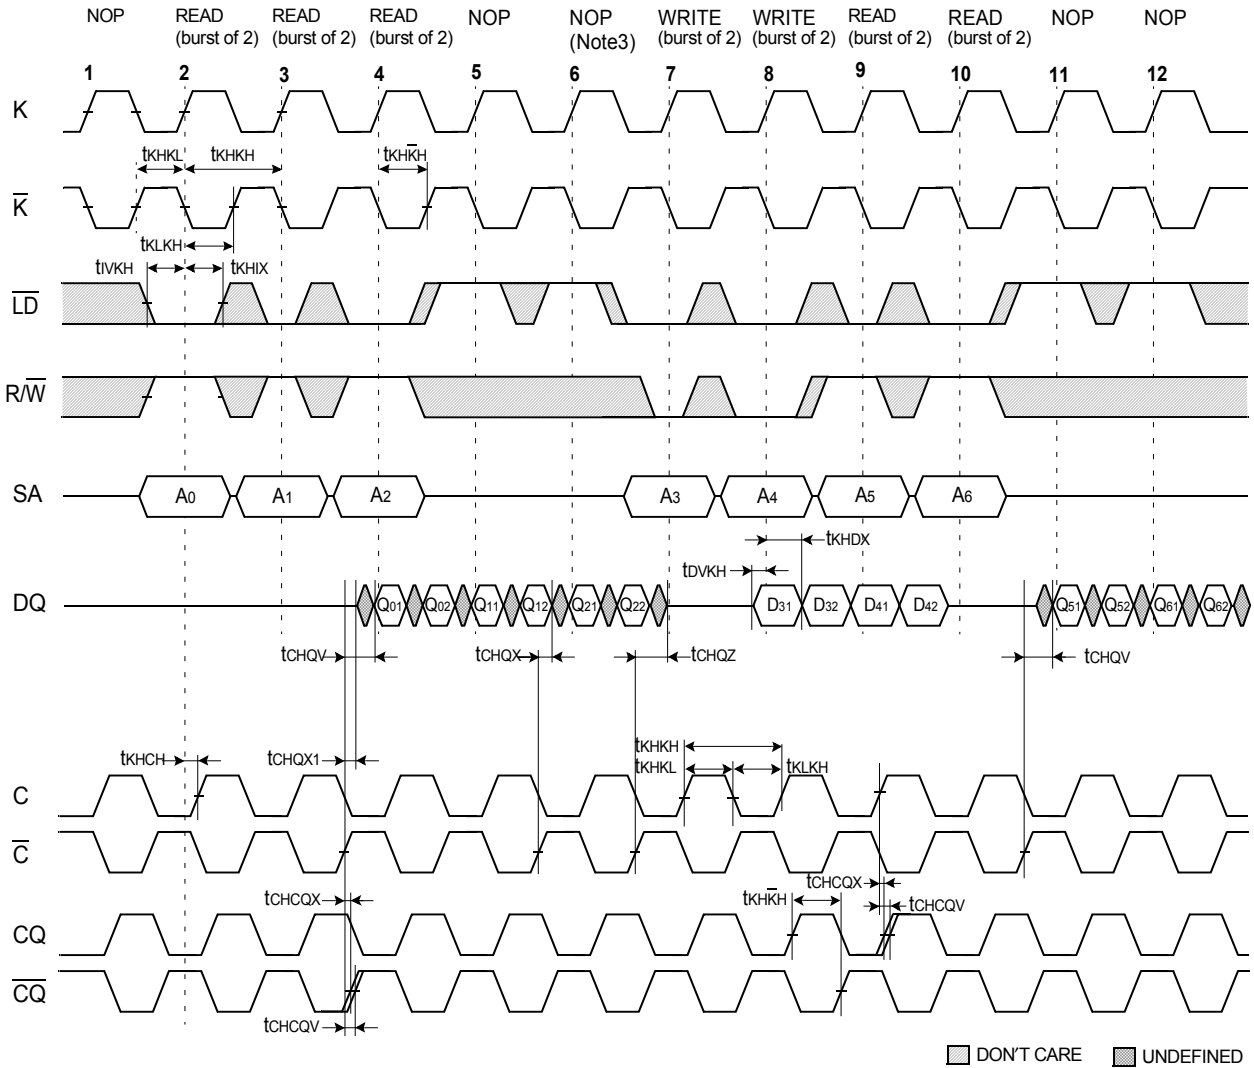 NOP READ READ READ NOP NOP WRITE WRITE READ READ NOP NOP
(burst of 2) (burst of 2) (burst of 2) (Note3) (burst of 2) (burst of 2) (burst of 2) (burst of 2)
1 2 3 4 5 6 7 8 9 10 11 12
K
tKHKL tKHKH tKHK̅H
K̅
tKLKH
tIVKH tKHIX
L̅D̅
R/W̅
SA A0 A1 A2 A3 A4 A5 A6
tKHDX
tDVKH
DQ Q01 Q02 Q11 Q12 Q21 Q22 D31 D32 D41 D42 Q51 Q52 Q61 Q62
tCHQV tCHQX tCHQZ tCHQV
tKHKH
tKHCH tCHQX1 tKHKL tKLKH
C
C̅
tCHCQX tKHK̅H tCHCQX
tCHCQV
CQ
C̅Q̅
tCHCQV
DON'T CARE UNDEFINED